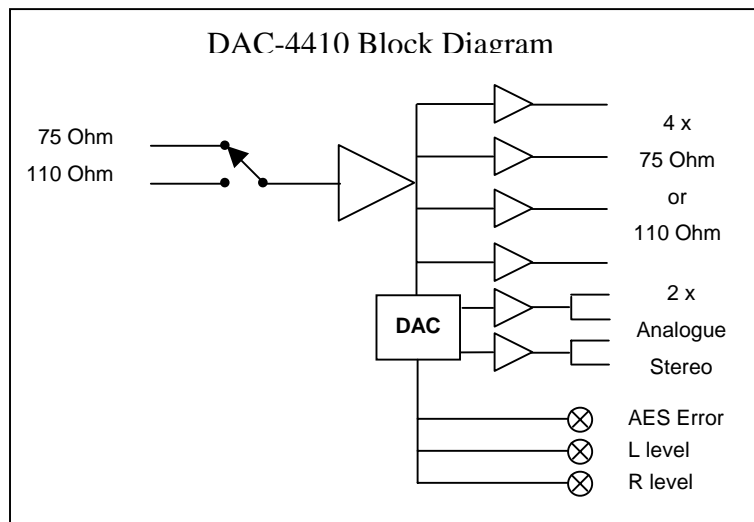 DAC-4410 Block Diagram
75 Ohm
110 Ohm
4 x
75 Ohm
or
110 Ohm
DAC
2 x
Analogue
Stereo
AES Error
L level
R level